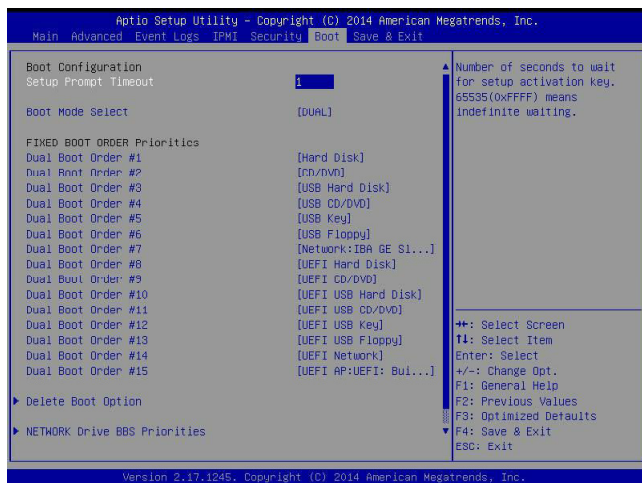 Aptio Setup Utility - Copyright (C) 2014 American Megatrends, Inc.
Main Advanced Event Logs IPMI Security Boot Save & Exit
Boot Configuration
Setup Prompt Timeout 1
Boot Mode Select [DUAL]
FIXED BOOT ORDER Priorities
Dual Boot Order #1 [Hard Disk]
Dual Boot Order #2 [CD/DVD]
Dual Boot Order #3 [USB Hard Disk]
Dual Boot Order #4 [USB CD/DVD]
Dual Boot Order #5 [USB Key]
Dual Boot Order #6 [USB Floppy]
Dual Boot Order #7 [Network:IBA GE Sl...]
Dual Boot Order #8 [UEFI Hard Disk]
Dual Boot Order #9 [UEFI CD/DVD]
Dual Boot Order #10 [UEFI USB Hard Disk]
Dual Boot Order #11 [UEFI USB CD/DVD]
Dual Boot Order #12 [UEFI USB Key]
Dual Boot Order #13 [UEFI USB Floppy]
Dual Boot Order #14 [UEFI Network]
Dual Boot Order #15 [UEFI AP:UEFI: Bui...]
Delete Boot Option
NETWORK Drive BBS Priorities
Number of seconds to wait
for setup activation key.
65535(0xFFFF) means
indefinite waiting.
→←: Select Screen
↑↓: Select Item
Enter: Select
+/-: Change Opt.
F1: General Help
F2: Previous Values
F3: Optimized Defaults
F4: Save & Exit
ESC: Exit
Version 2.17.1245. Copyright (C) 2014 American Megatrends, Inc.